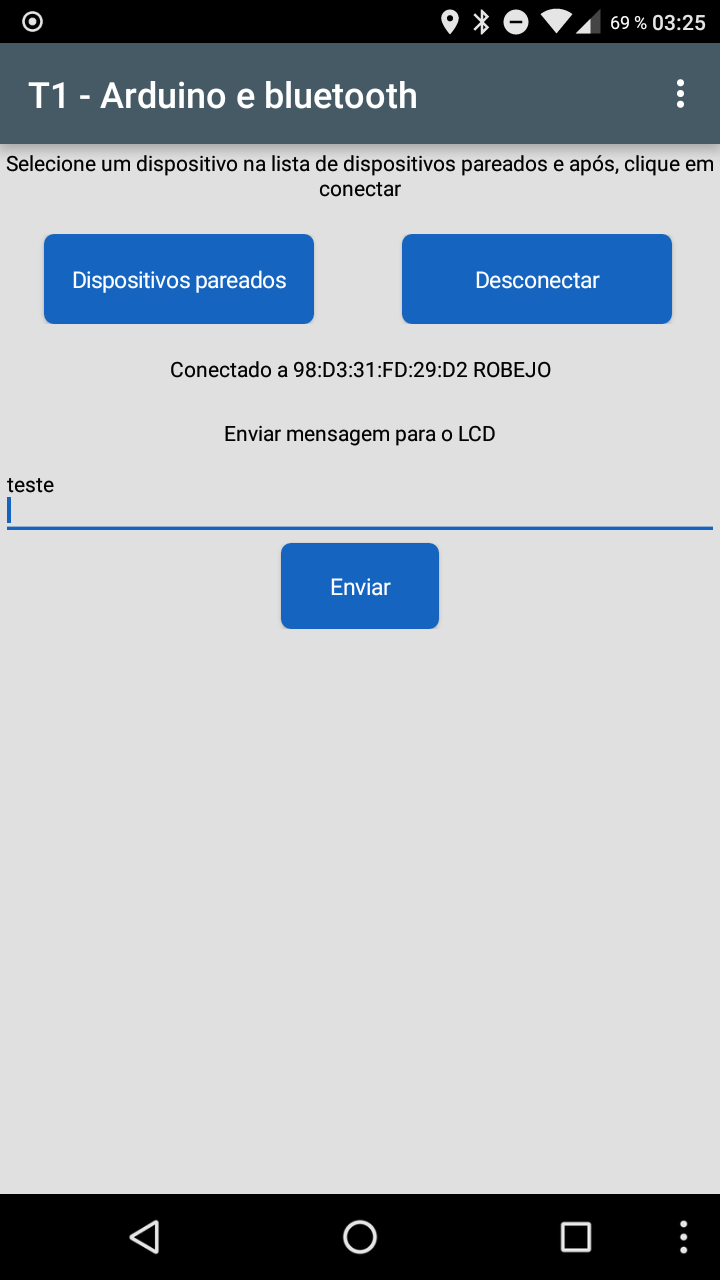 69 % 03:25
T1 - Arduino e bluetooth
Selecione um dispositivo na lista de dispositivos pareados e após, clique em
conectar
Dispositivos pareados
Desconectar
Conectado a 98:D3:31:FD:29:D2 ROBEJO
Enviar mensagem para o LCD
teste
Enviar